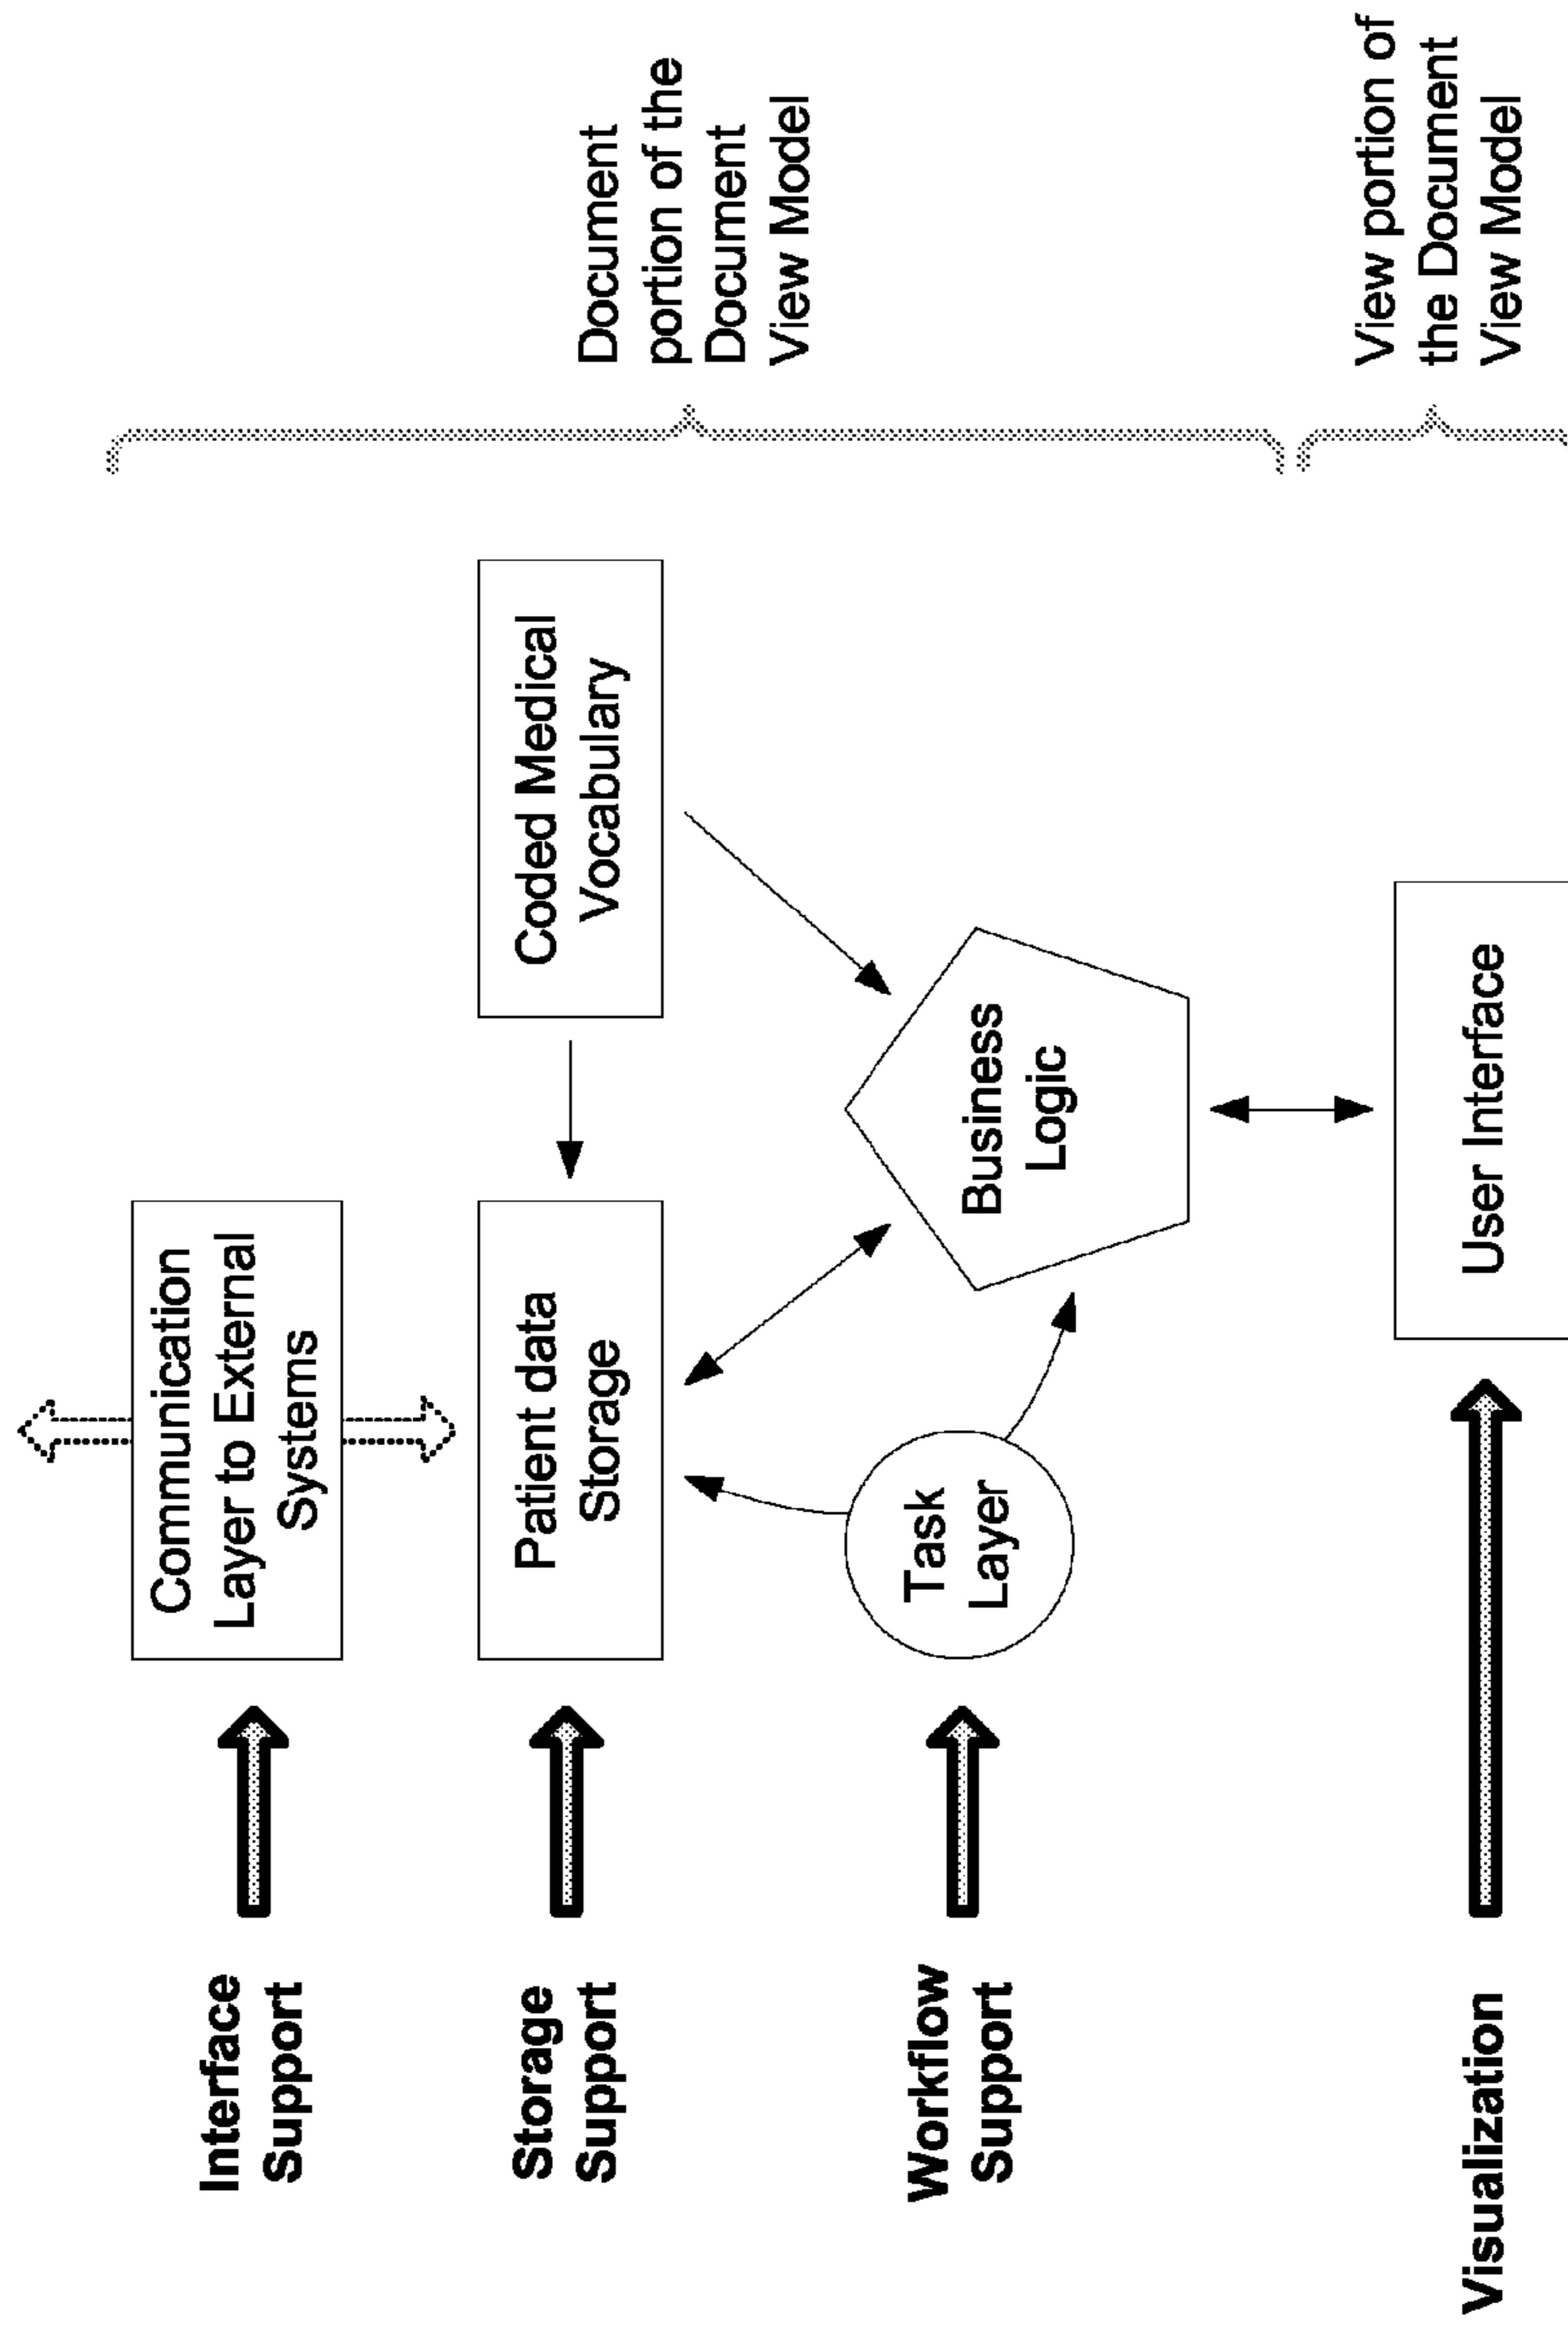 Interface
Support
Communication
Layer to External
Systems
Storage
Support
Patient data
Storage
Coded Medical
Vocabulary
Document
portion of the
Document
View Model
Workflow
Support
Task
Layer
Business
Logic
Visualization
User Interface
View portion of
the Document
View Model